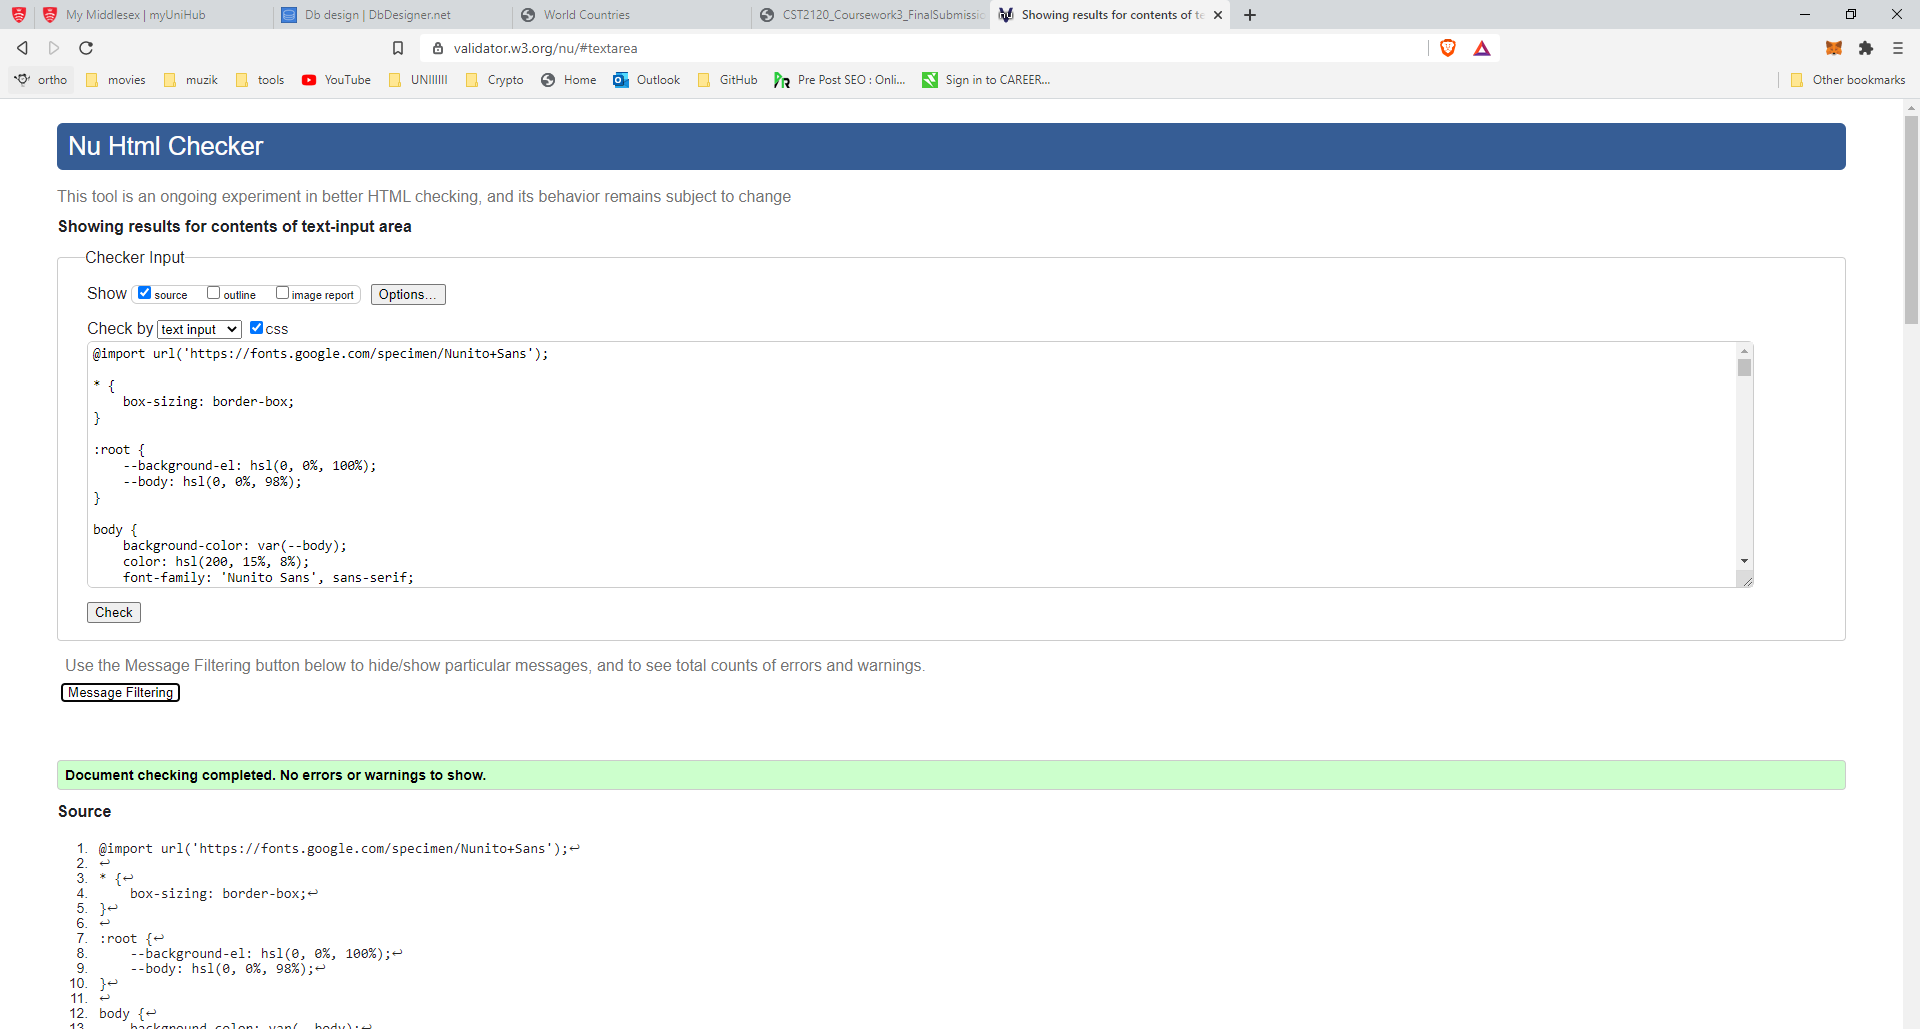 My Middlesex | myUniHub
Db design | DbDesigner.net
World Countries
CST2120_Coursework3_FinalSubmissio
Showing results for contents of te
validator.w3.org/nu/#textarea
ortho
movies
muzik
tools
YouTube
UNIIIIII
Crypto
Home
Outlook
GitHub
Pre Post SEO : Onli...
Sign in to CAREER...
Other bookmarks
Nu Html Checker
This tool is an ongoing experiment in better HTML checking, and its behavior remains subject to change
Showing results for contents of text-input area
Checker Input
Show source outline image report Options...
Check by text input css
@import url('https://fonts.google.com/specimen/Nunito+Sans');
* {
box-sizing: border-box;
}
:root {
--background-el: hsl(0, 0%, 100%);
--body: hsl(0, 0%, 98%);
}
body {
background-color: var(--body);
color: hsl(200, 15%, 8%);
font-family: 'Nunito Sans', sans-serif;
Check
Use the Message Filtering button below to hide/show particular messages, and to see total counts of errors and warnings.
Message Filtering
Document checking completed. No errors or warnings to show.
Source
1. @import url('https://fonts.google.com/specimen/Nunito+Sans');↩
2. ↩
3. * {↩
4. box-sizing: border-box;↩
5. }↩
6. ↩
7. :root {↩
8. --background-el: hsl(0, 0%, 100%);↩
9. --body: hsl(0, 0%, 98%);↩
10. }↩
11. ↩
12. body {↩
13. background-color: var(--body);↩